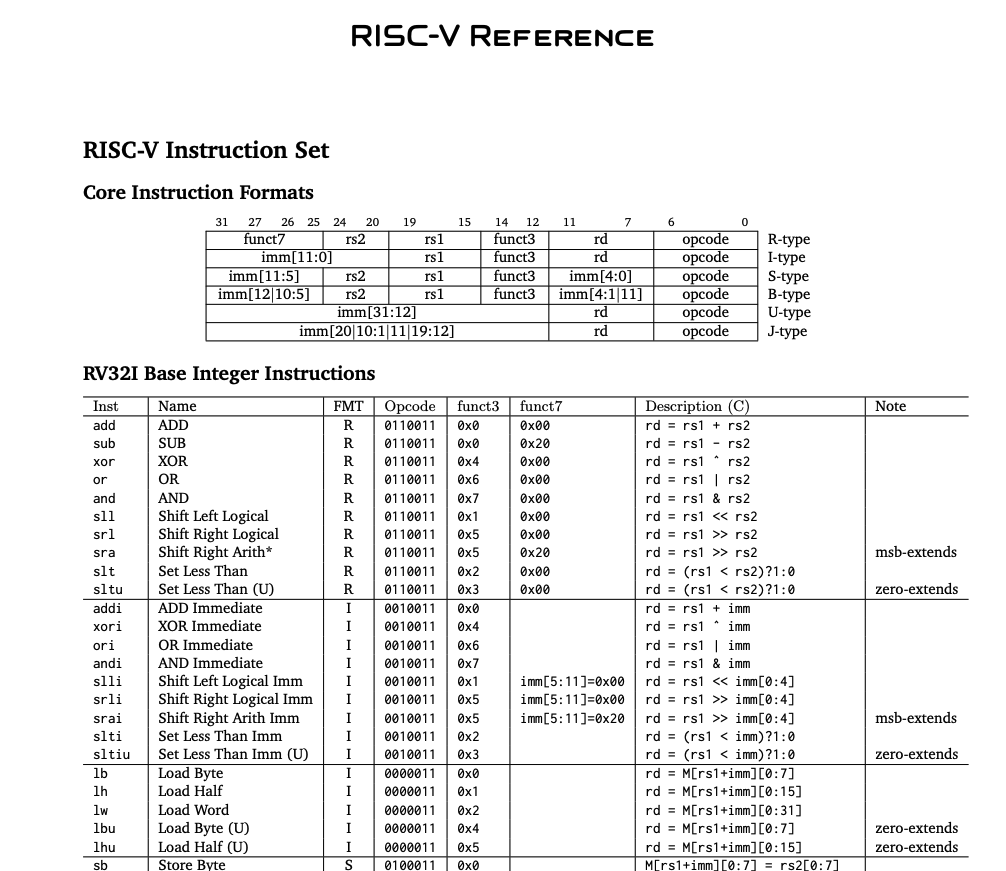 RISC-V REFERENCE
RISC-V Instruction Set
Core Instruction Formats
31 27 26 25 24 20 19 15 14 12 11 7 6 0
funct7 rs2 rs1 funct3 rd opcode R-type
imm[11:0] rs1 funct3 rd opcode I-type
imm[11:5] rs2 rs1 funct3 imm[4:0] opcode S-type
imm[12|10:5] rs2 rs1 funct3 imm[4:1|11] opcode B-type
imm[31:12] rd opcode U-type
imm[20|10:1|11|19:12] rd opcode J-type
RV32I Base Integer Instructions
Inst Name FMT Opcode funct3 funct7 Description (C) Note
add ADD R 0110011 0x0 0x00 rd = rs1 + rs2
sub SUB R 0110011 0x0 0x20 rd = rs1 - rs2
xor XOR R 0110011 0x4 0x00 rd = rs1 ^ rs2
or OR R 0110011 0x6 0x00 rd = rs1 | rs2
and AND R 0110011 0x7 0x00 rd = rs1 & rs2
sll Shift Left Logical R 0110011 0x1 0x00 rd = rs1 << rs2
srl Shift Right Logical R 0110011 0x5 0x00 rd = rs1 >> rs2
sra Shift Right Arith* R 0110011 0x5 0x20 rd = rs1 >> rs2 msb-extends
slt Set Less Than R 0110011 0x2 0x00 rd = (rs1 < rs2)?1:0
sltu Set Less Than (U) R 0110011 0x3 0x00 rd = (rs1 < rs2)?1:0 zero-extends
addi ADD Immediate I 0010011 0x0 rd = rs1 + imm
xori XOR Immediate I 0010011 0x4 rd = rs1 ^ imm
ori OR Immediate I 0010011 0x6 rd = rs1 | imm
andi AND Immediate I 0010011 0x7 rd = rs1 & imm
slli Shift Left Logical Imm I 0010011 0x1 imm[5:11]=0x00 rd = rs1 << imm[0:4]
srli Shift Right Logical Imm I 0010011 0x5 imm[5:11]=0x00 rd = rs1 >> imm[0:4]
srai Shift Right Arith Imm I 0010011 0x5 imm[5:11]=0x20 rd = rs1 >> imm[0:4] msb-extends
slti Set Less Than Imm I 0010011 0x2 rd = (rs1 < imm)?1:0
sltiu Set Less Than Imm (U) I 0010011 0x3 rd = (rs1 < imm)?1:0 zero-extends
lb Load Byte I 0000011 0x0 rd = M[rs1+imm][0:7]
lh Load Half I 0000011 0x1 rd = M[rs1+imm][0:15]
lw Load Word I 0000011 0x2 rd = M[rs1+imm][0:31]
lbu Load Byte (U) I 0000011 0x4 rd = M[rs1+imm][0:7] zero-extends
lhu Load Half (U) I 0000011 0x5 rd = M[rs1+imm][0:15] zero-extends
sb Store Byte S 0100011 0x0 M[rs1+imm][0:7] = rs2[0:7]